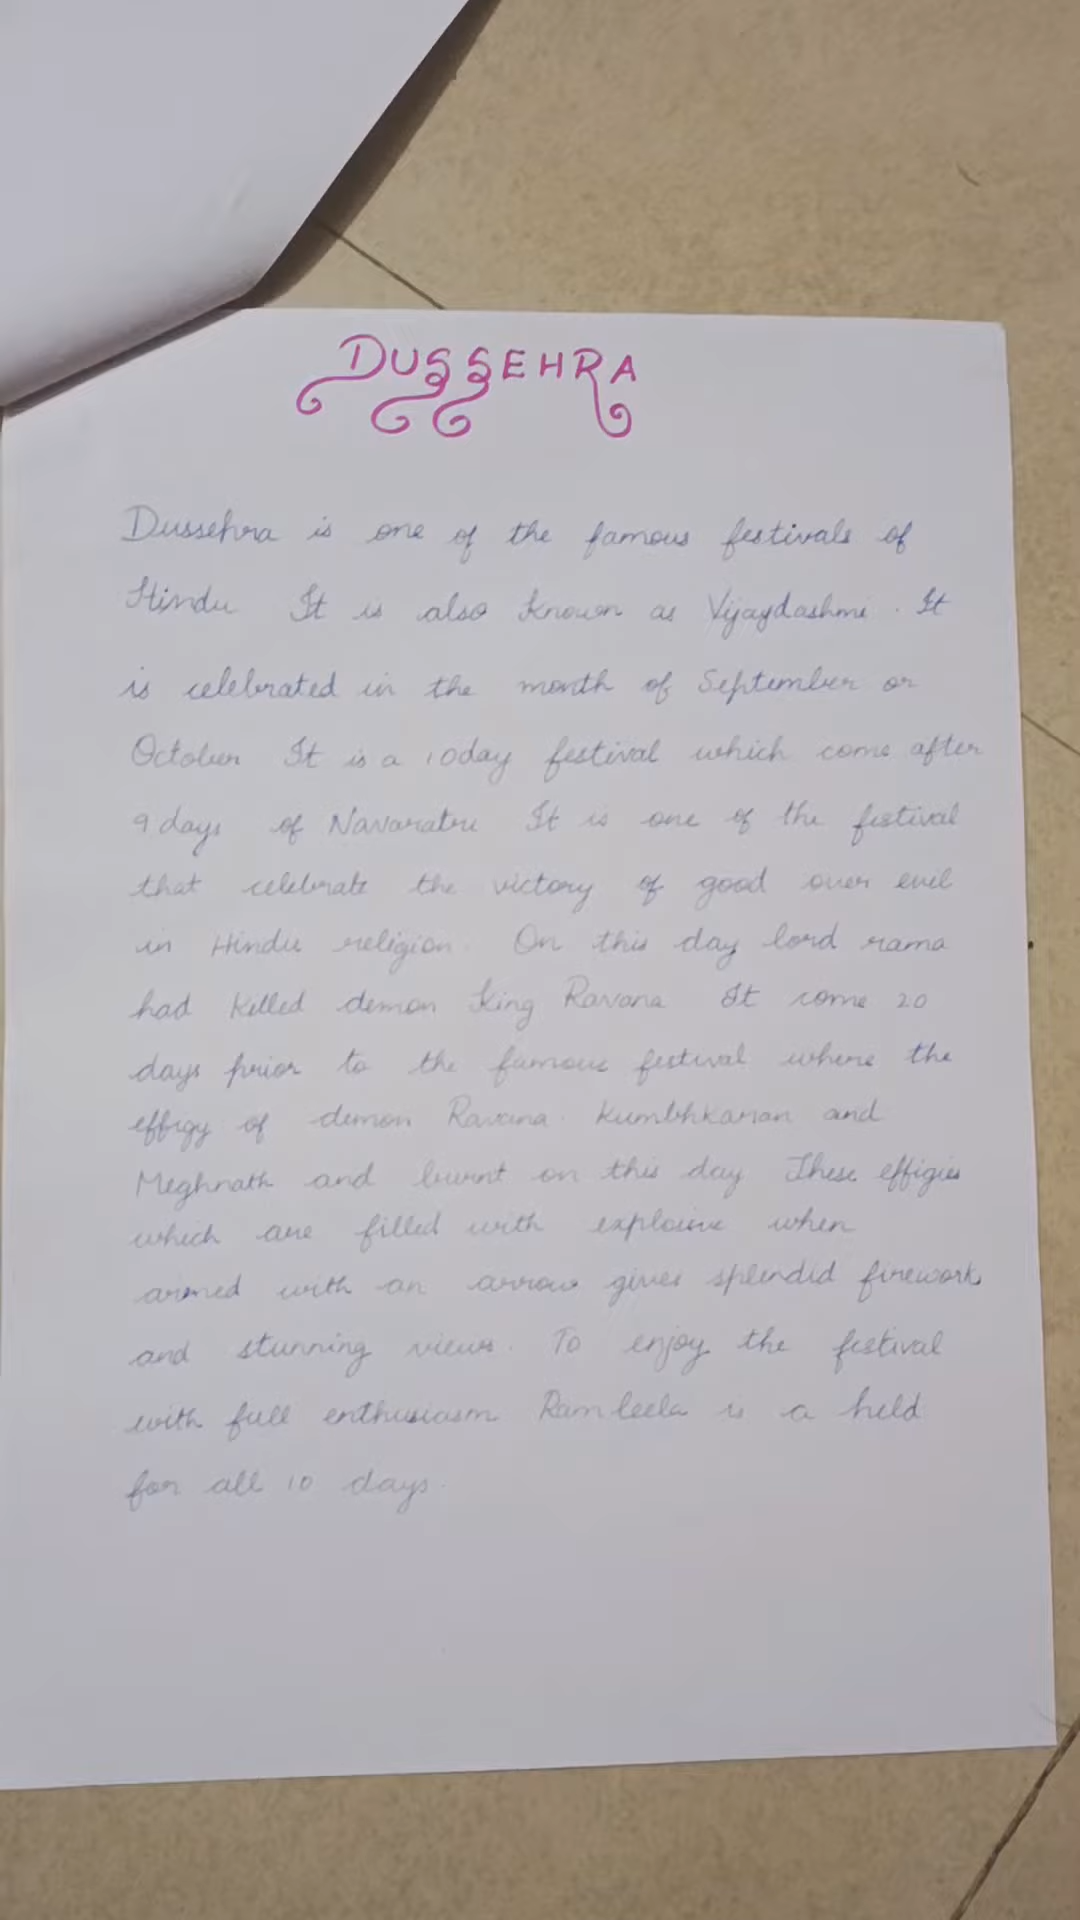 DUSSEHRA
Dussehra is one of the famous festivals of
Hindu It is also known as Vijaydashmi. It
is celebrated in the month of September or
October It is a 10day festival which come after
9 days of Navaratri It is one of the festival
that celebrate the victory of good over evil
in Hindu religion. On this day lord rama
had killed demon king Ravana It come 20
days prior to the famous festival where the
effigy of demon Ravana. Kumbhkaran and
Meghnath and burnt on this day These effigies
which are filled with explosive when
armed with an arrow gives splendid firework
and stunning views. To enjoy the festival
with full enthusiasm Ramleela is a held
for all 10 days.